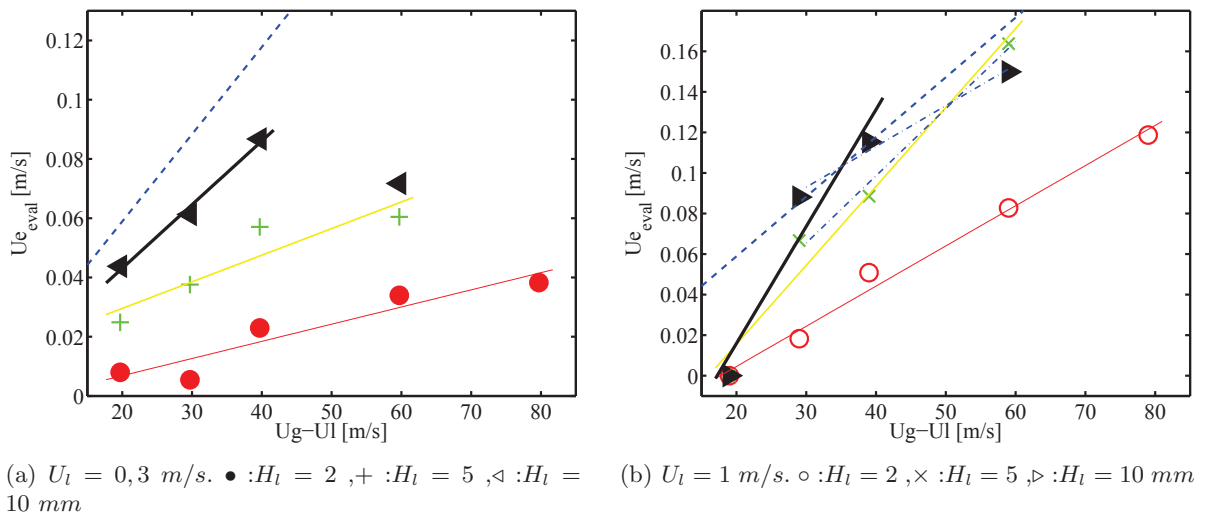 0.12
0.1
0.08
0.06
0.04
0.02
0
Ue_eval [m/s]
20 30 40 50 60 70 80
Ug−Ul [m/s]
0.16
0.14
0.12
0.1
0.08
0.06
0.04
0.02
0
Ue_eval [m/s]
20 30 40 50 60 70 80
Ug−Ul [m/s]
(a) U_l = 0,3 m/s. • :H_l = 2 ,+ :H_l = 5 ,◃ :H_l =
10 mm
(b) U_l = 1 m/s. ○ :H_l = 2 ,× :H_l = 5 ,▹ :H_l = 10 mm